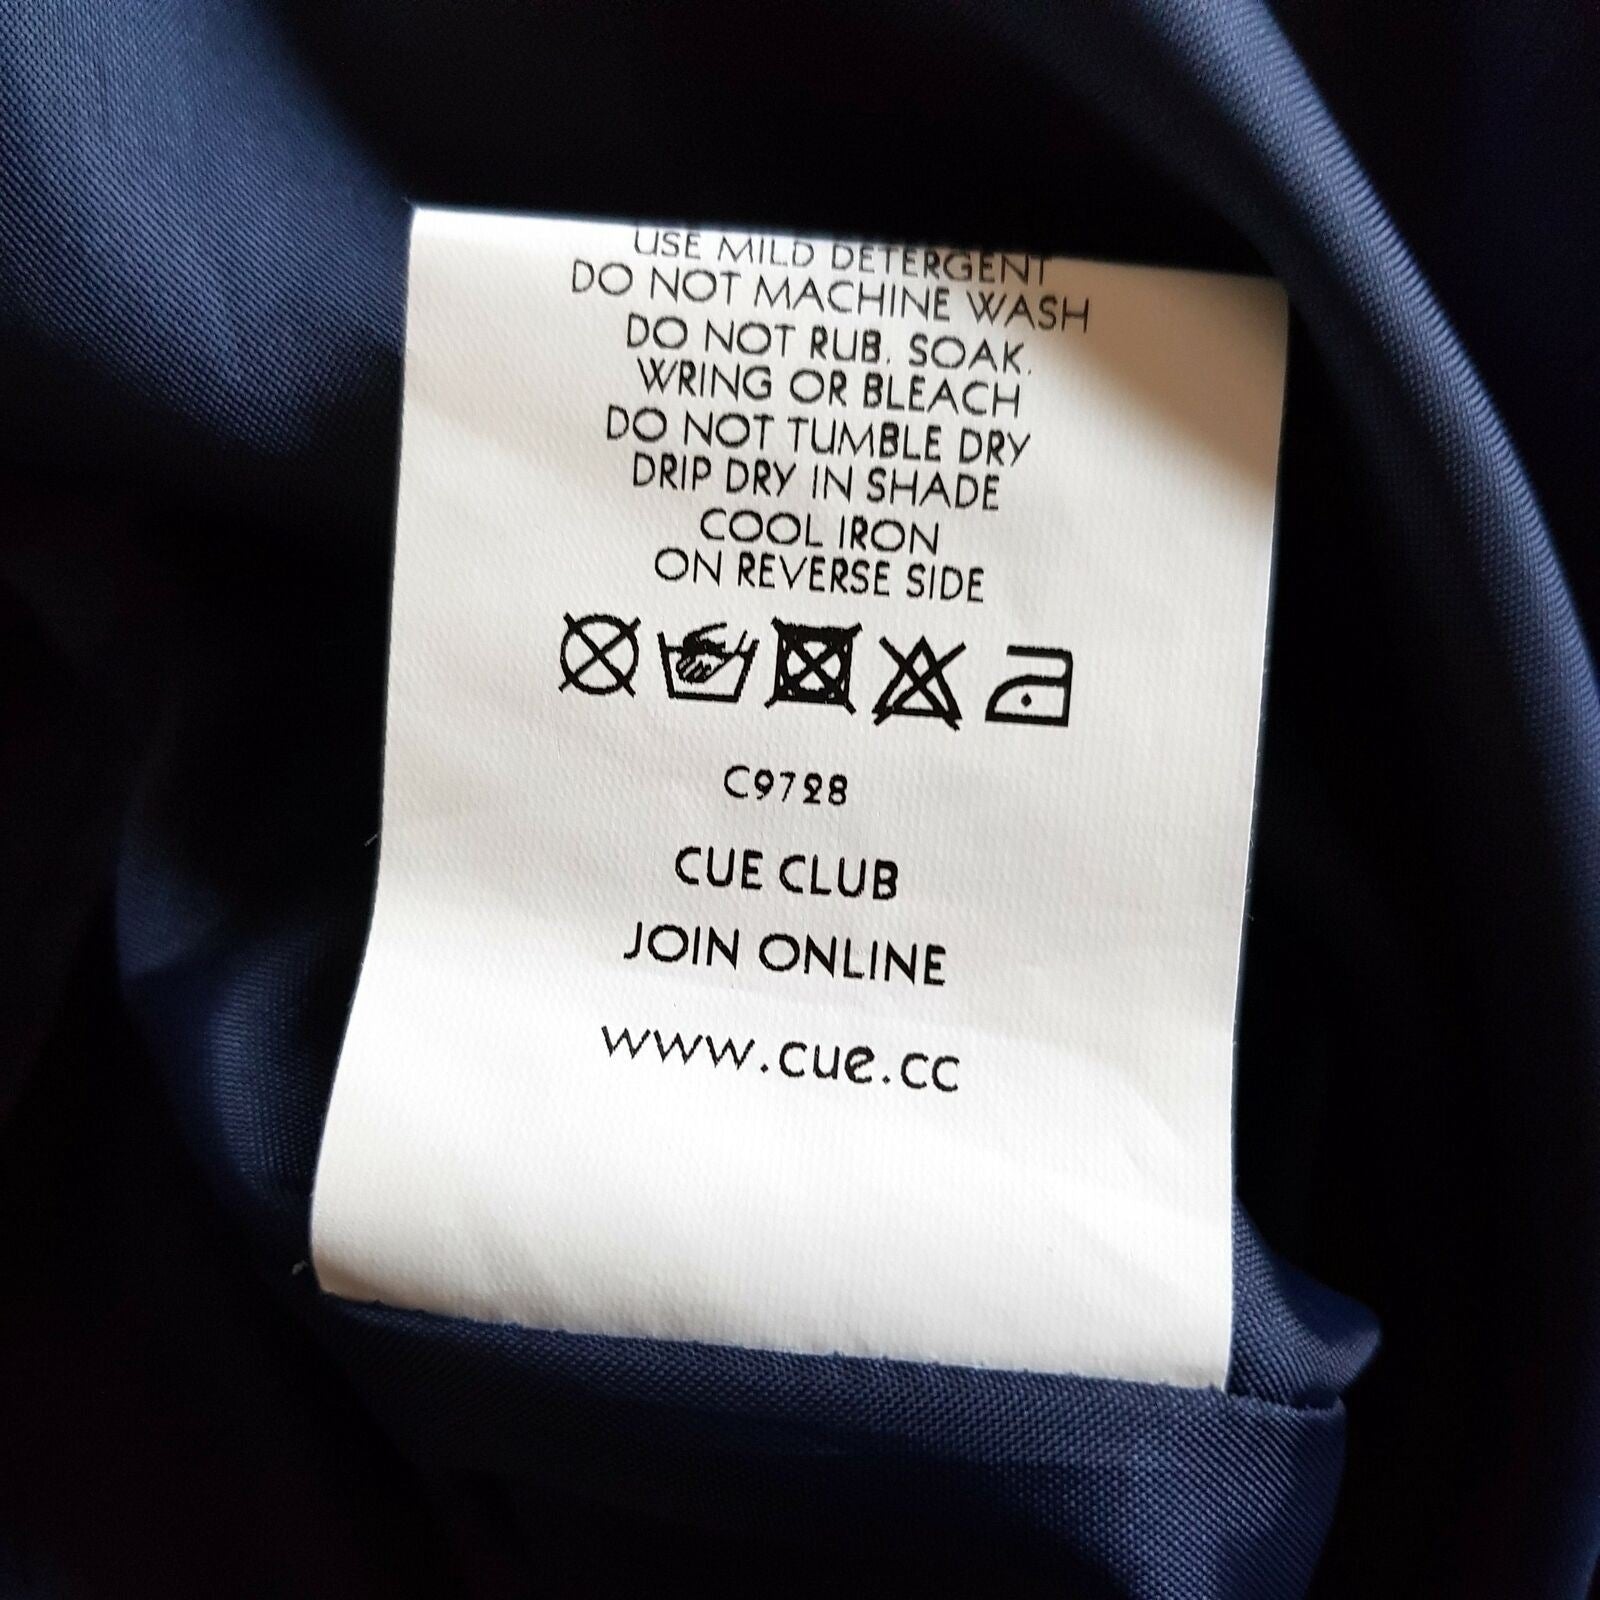 USE MILD DETERGENT
DO NOT MACHINE WASH
DO NOT RUB, SOAK,
WRING OR BLEACH
DO NOT TUMBLE DRY
DRIP DRY IN SHADE
COOL IRON
ON REVERSE SIDE
C9728
CUE CLUB
JOIN ONLINE
www.cue.cc